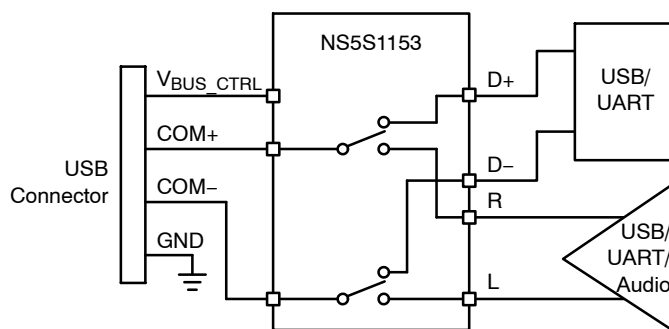 NS5S1153
VBUS_CTRL
D+
USB/
UART
COM+
USB
Connector
COM−
D−
R
GND
USB/
UART/
Audio
L